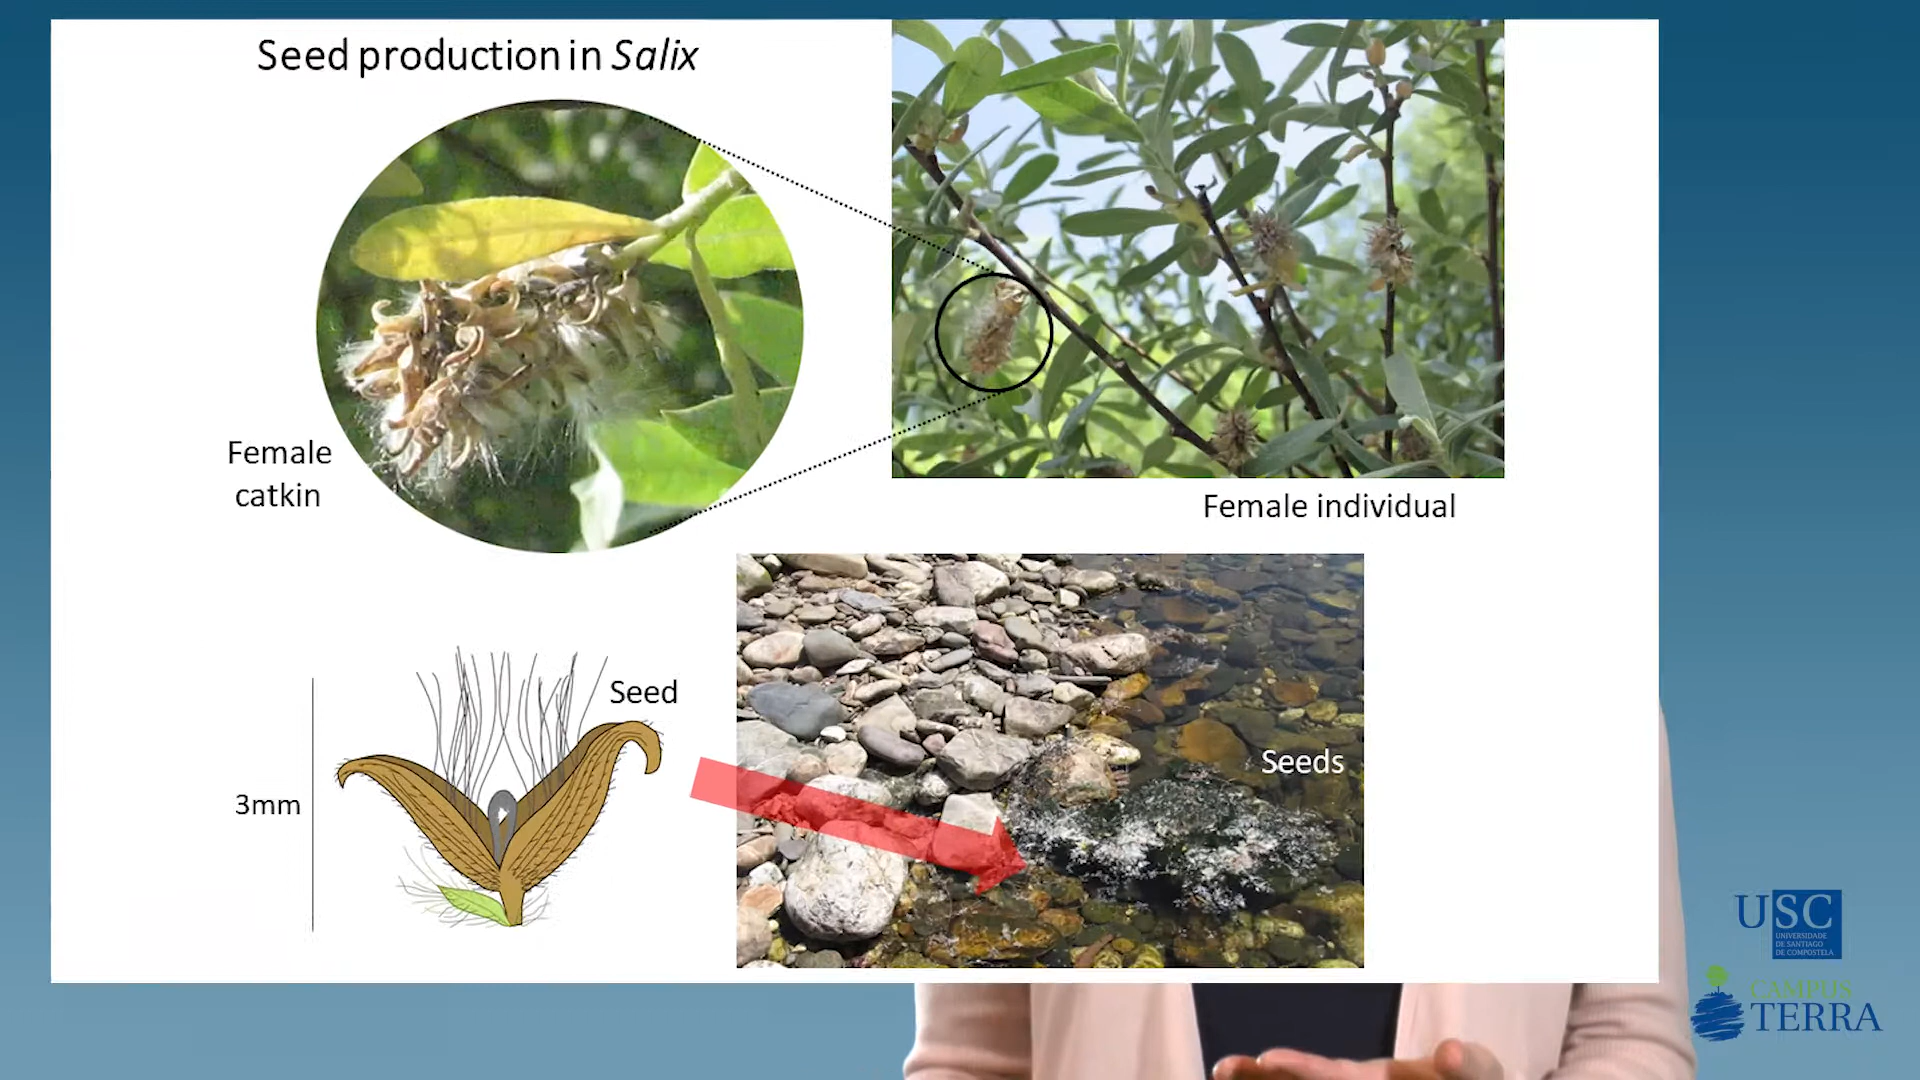 Seed production in Salix
Female
catkin
Female individual
Seed
3mm
Seeds
USC
UNIVERSIDADE
DE SANTIAGO
DE COMPOSTELA
CAMPUS
TERRA